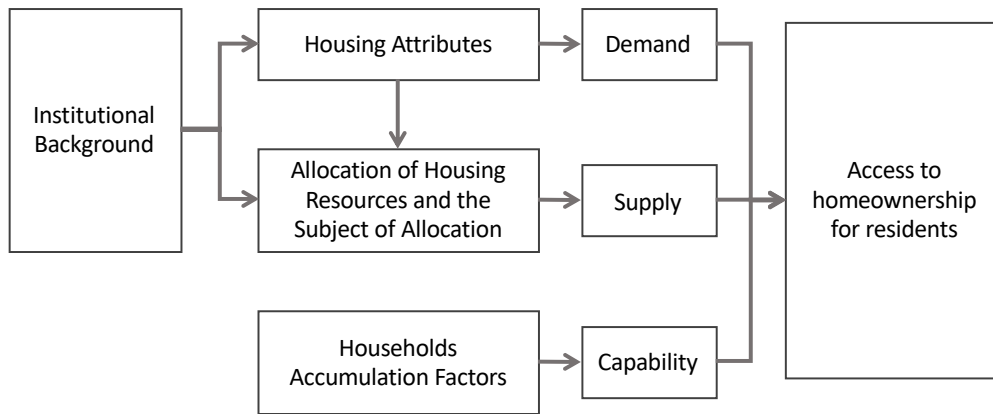 Institutional
Background
Housing Attributes
Demand
Allocation of Housing
Resources and the
Subject of Allocation
Supply
Households
Accumulation Factors
Capability
Access to
homeownership
for residents